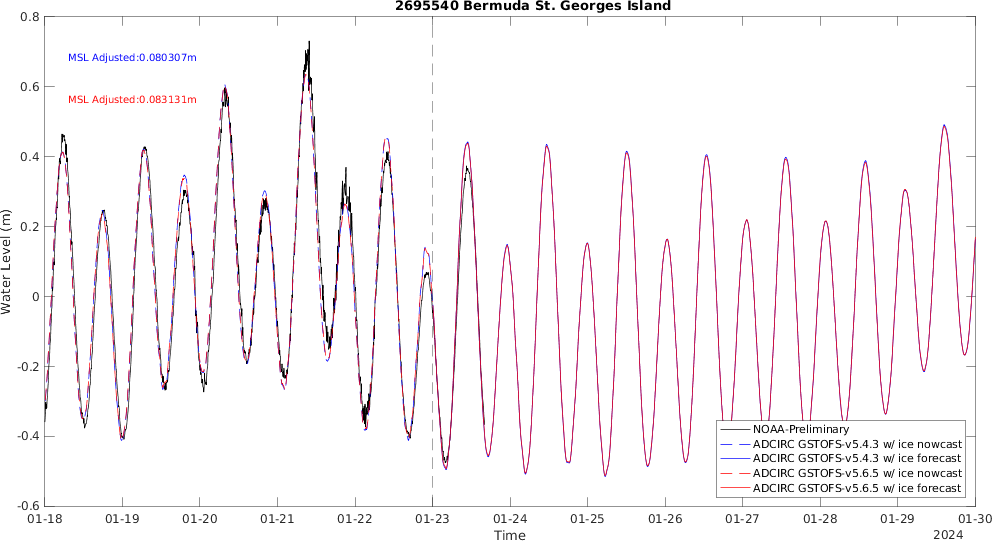 2695540 Bermuda St. Georges Island
MSL Adjusted:0.080307m
MSL Adjusted:0.083131m
Water Level (m)
0.8
0.6
0.4
0.2
0
-0.2
-0.4
-0.6
NOAA-Preliminary
ADCIRC GSTOFS-v5.4.3 w/ ice nowcast
ADCIRC GSTOFS-v5.4.3 w/ ice forecast
ADCIRC GSTOFS-v5.6.5 w/ ice nowcast
ADCIRC GSTOFS-v5.6.5 w/ ice forecast
01-18 01-19 01-20 01-21 01-22 01-23 01-24 01-25 01-26 01-27 01-28 01-29 01-30
Time
2024